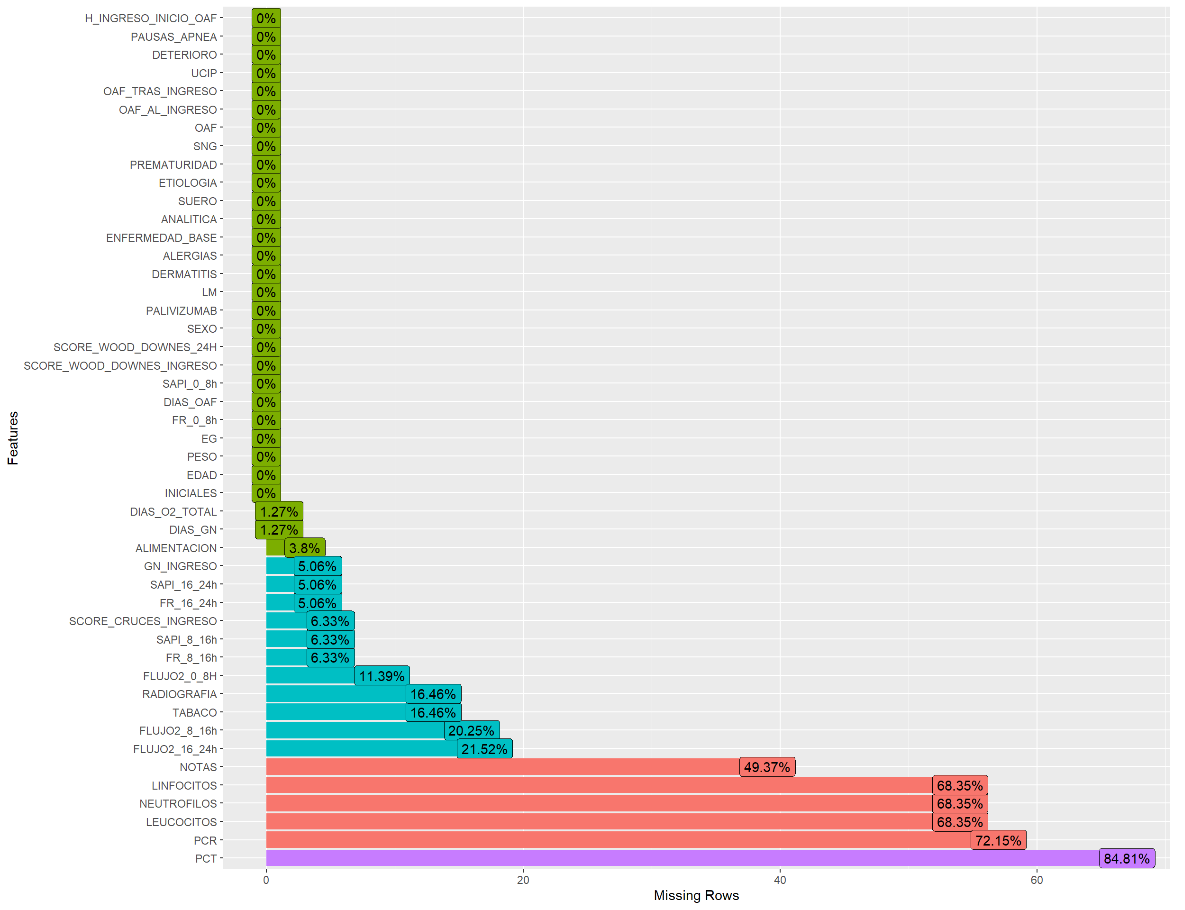 H_INGRESO_INICIO_OAF 0%
PAUSAS_APNEA 0%
DETERIORO 0%
UCIP 0%
OAF_TRAS_INGRESO 0%
OAF_AL_INGRESO 0%
OAF 0%
SNG 0%
PREMATURIDAD 0%
ETIOLOGIA 0%
SUERO 0%
ANALITICA 0%
ENFERMEDAD_BASE 0%
ALERGIAS 0%
DERMATITIS 0%
LM 0%
PALIVIZUMAB 0%
SEXO 0%
SCORE_WOOD_DOWNES_24H 0%
SCORE_WOOD_DOWNES_INGRESO 0%
SAPI_0_8h 0%
DIAS_OAF 0%
FR_0_8h 0%
EG 0%
PESO 0%
EDAD 0%
INICIALES 0%
DIAS_O2_TOTAL 1.27%
DIAS_GN 1.27%
ALIMENTACION 3.8%
GN_INGRESO 5.06%
SAPI_16_24h 5.06%
FR_16_24h 5.06%
SCORE_CRUCES_INGRESO 6.33%
SAPI_8_16h 6.33%
FR_8_16h 6.33%
FLUJO2_0_8H 11.39%
RADIOGRAFIA 16.46%
TABACO 16.46%
FLUJO2_8_16h 20.25%
FLUJO2_16_24h 21.52%
NOTAS 49.37%
LINFOCITOS 68.35%
NEUTROFILOS 68.35%
LEUCOCITOS 68.35%
PCR 72.15%
PCT 84.81%
0 20 40 60
Missing Rows
Features